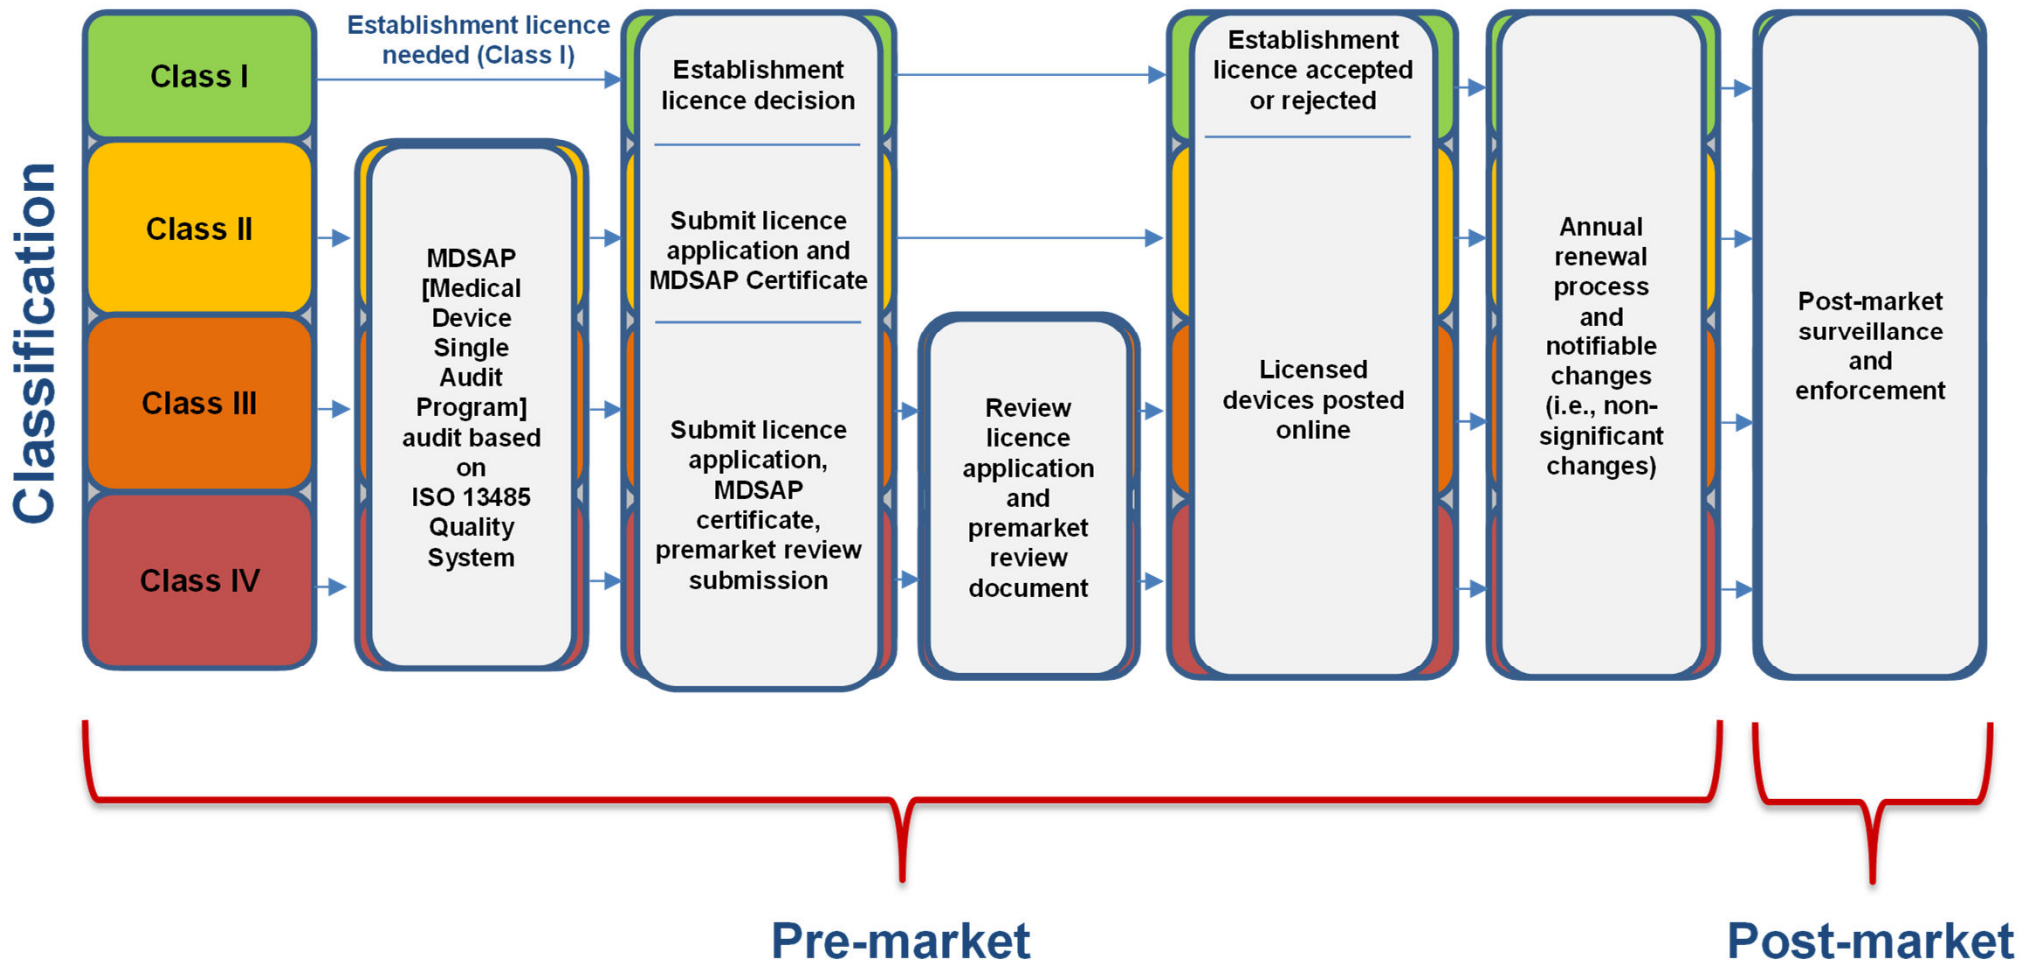 Classification
Class I
Class II
Class III
Class IV
Establishment licence
needed (Class I)
MDSAP
[Medical
Device
Single
Audit
Program]
audit based
on
ISO 13485
Quality
System
Establishment
licence decision
Submit licence
application and
MDSAP Certificate
Submit licence
application,
MDSAP
certificate,
premarket review
submission
Review
licence
application
and
premarket
review
document
Establishment
licence accepted
or rejected
Licensed
devices posted
online
Annual
renewal
process
and
notifiable
changes
(i.e., non-
significant
changes)
Post-market
surveillance
and
enforcement
Pre-market
Post-market